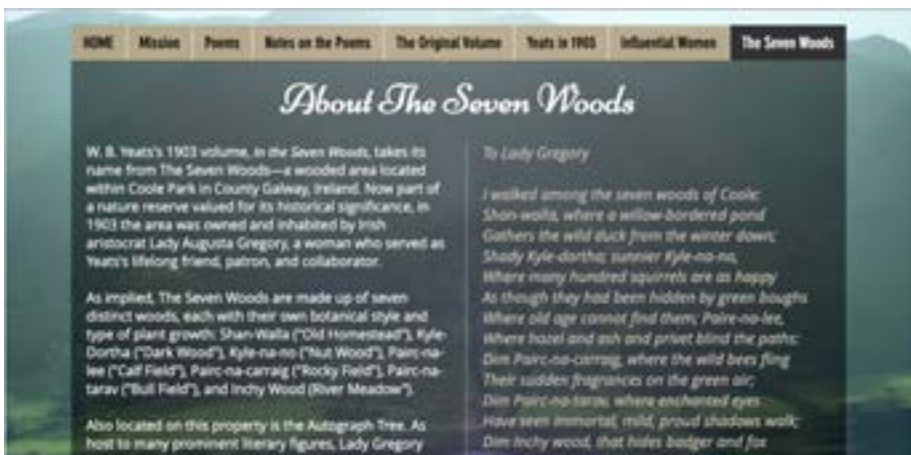 HOME Mission Poems Notes on the Poems The Original Volume Yeats in 1903 Influential Women The Seven Woods
About The Seven Woods
W. B. Yeats's 1903 volume, In the Seven Woods, takes its
name from The Seven Woods—a wooded area located
within Coole Park in County Galway, Ireland. Now part of
a nature reserve valued for its historical significance, in
1903 the area was owned and inhabited by Irish
aristocrat Lady Augusta Gregory, a woman who served as
Yeats's lifelong friend, patron, and collaborator.
As implied, The Seven Woods are made up of seven
distinct woods, each with their own botanical style and
type of plant growth: Shan-Walla ("Old Homestead"), Kyle-
Dortha ("Dark Wood"), Kyle-na-no ("Nut Wood"), Pairc-na-
lee ("Calf Field"), Pairc-na-carraig ("Rocky Field"), Pairc-na-
tarav ("Bull Field"), and Inchy Wood (River Meadow").
Also located on this property is the Autograph Tree. As
host to many prominent literary figures, Lady Gregory
To Lady Gregory
I walked among the seven woods of Coole:
Shan-walla, where a willow-bordered pond
Gathers the wild duck from the winter dawn;
Shady Kyle-dortha; sunnier Kyle-na-no,
Where many hundred squirrels are as happy
As though they had been hidden by green boughs
Where old age cannot find them; Pairc-na-lee,
Where hazel and ash and privet blind the paths:
Dim Pairc-na-carraig, where the wild bees fling
Their sudden fragrances on the green air;
Dim Pairc-na-tarav, where enchanted eyes
Have seen immortal, mild, proud shadows walk;
Dim Inchy wood, that hides badger and fox